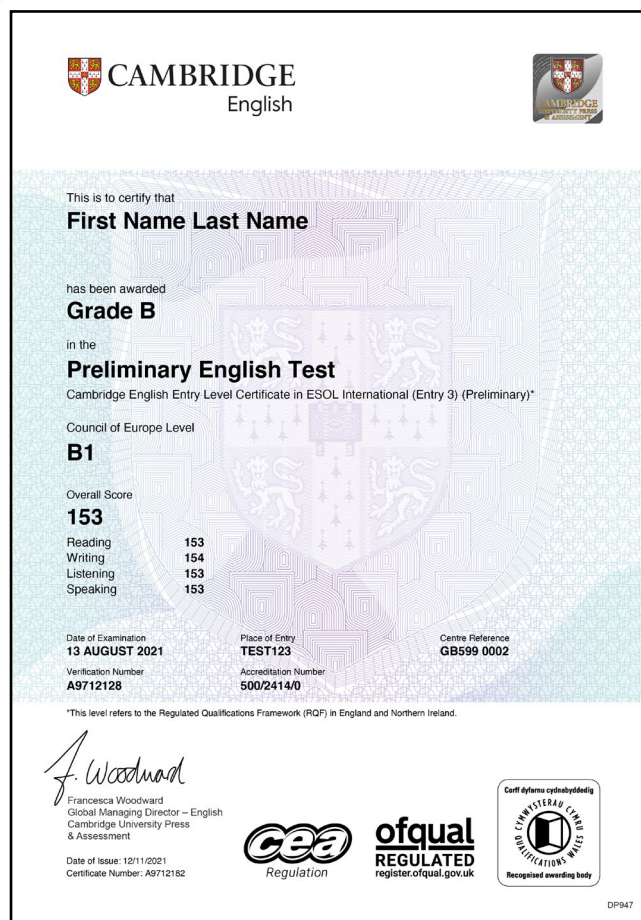 CAMBRIDGE
English
CAMBRIDGE
UNIVERSITY PRESS
& ASSESSMENT
This is to certify that
First Name Last Name
has been awarded
Grade B
in the
Preliminary English Test
Cambridge English Entry Level Certificate in ESOL International (Entry 3) (Preliminary)*
Council of Europe Level
B1
Overall Score
153
Reading 153
Writing 154
Listening 153
Speaking 153
Date of Examination Place of Entry Centre Reference
13 AUGUST 2021 TEST123 GB599 0002
Verification Number Accreditation Number
A9712128 500/2414/0
*This level refers to the Regulated Qualifications Framework (RQF) in England and Northern Ireland.
F. Woodward
Francesca Woodward
Global Managing Director – English
Cambridge University Press
& Assessment
Date of Issue: 12/11/2021
Certificate Number: A9712182
cea
Regulation
ofqual
REGULATED
register.ofqual.gov.uk
Corff dyfarnu cydnabyddedig
CYMWYSTERAU CYMRU
QUALIFICATIONS WALES
Recognised awarding body
DP947